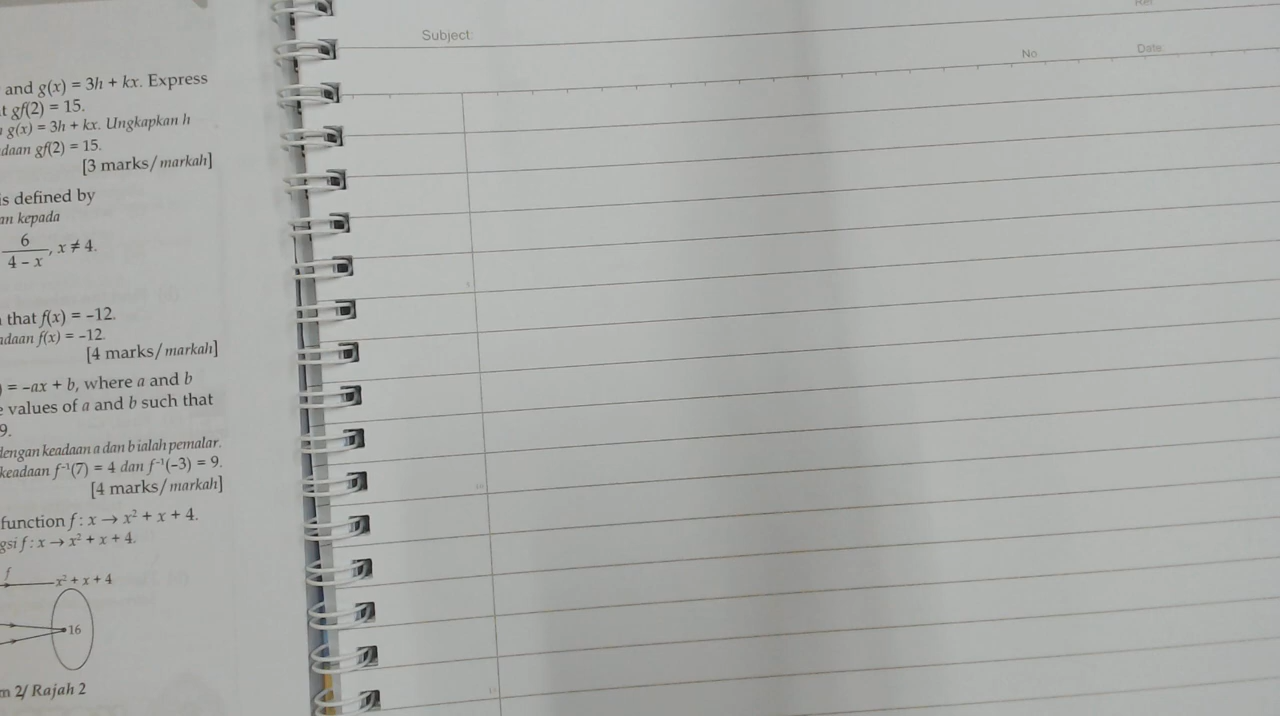 and g(x) = 3h + kx. Express
t gf(2) = 15.
g(x) = 3h + kx. Ungkapkan h
daan gf(2) = 15.
[3 marks/markah]
is defined by
an kepada
6
4 – x
, x ≠ 4.
that f(x) = –12.
adaan f(x) = –12.
[4 marks/markah]
) = –ax + b, where a and b
e values of a and b such that
9.
dengan keadaan a dan b ialah pemalar.
keadaan f⁻¹(7) = 4 dan f⁻¹(–3) = 9.
[4 marks/markah]
function f : x → x² + x + 4.
gsi f : x → x² + x + 4.
f
x² + x + 4
16
m 2/ Rajah 2
Subject:
No
Date
5
10
15